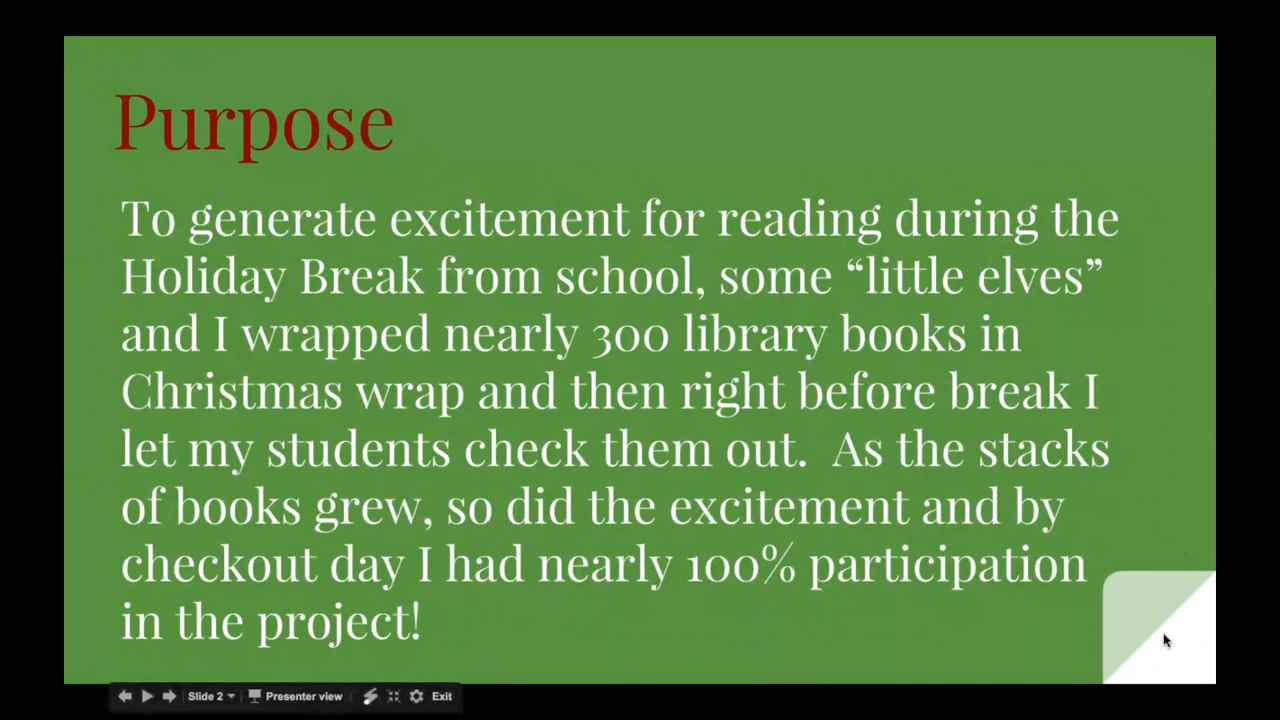 Purpose
To generate excitement for reading during the
Holiday Break from school, some “little elves”
and I wrapped nearly 300 library books in
Christmas wrap and then right before break I
let my students check them out.  As the stacks
of books grew, so did the excitement and by
checkout day I had nearly 100% participation
in the project!
Slide 2 Presenter view Exit